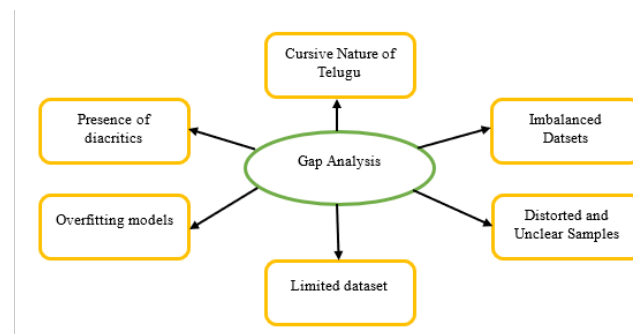 Cursive Nature of
Telugu
Presence of
diacritics
Imbalanced
Datsets
Gap Analysis
Overfitting models
Distorted and
Unclear Samples
Limited dataset